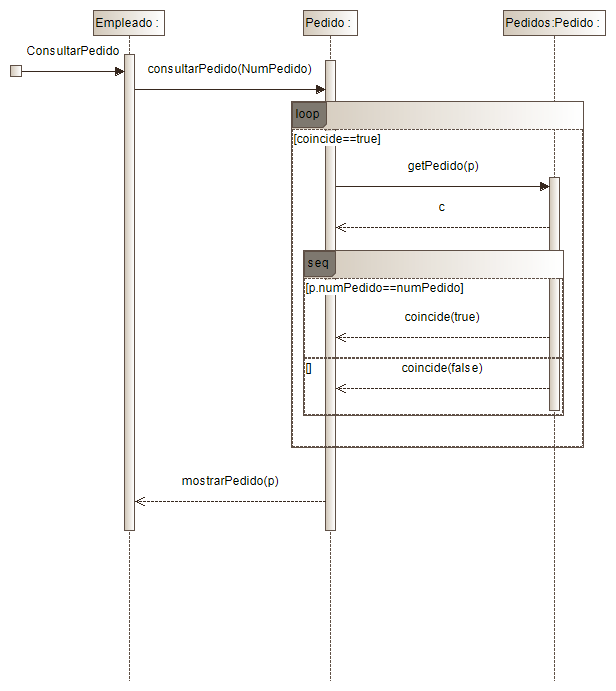 Empleado :
Pedido :
Pedidos:Pedido :
ConsultarPedido
consultarPedido(NumPedido)
loop
[coincide==true]
getPedido(p)
c
seq
[p.numPedido==numPedido]
coincide(true)
[]
coincide(false)
mostrarPedido(p)